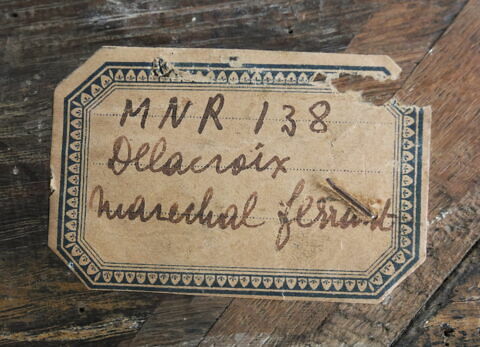 MNR 138
Delacroix
marechal ferrant